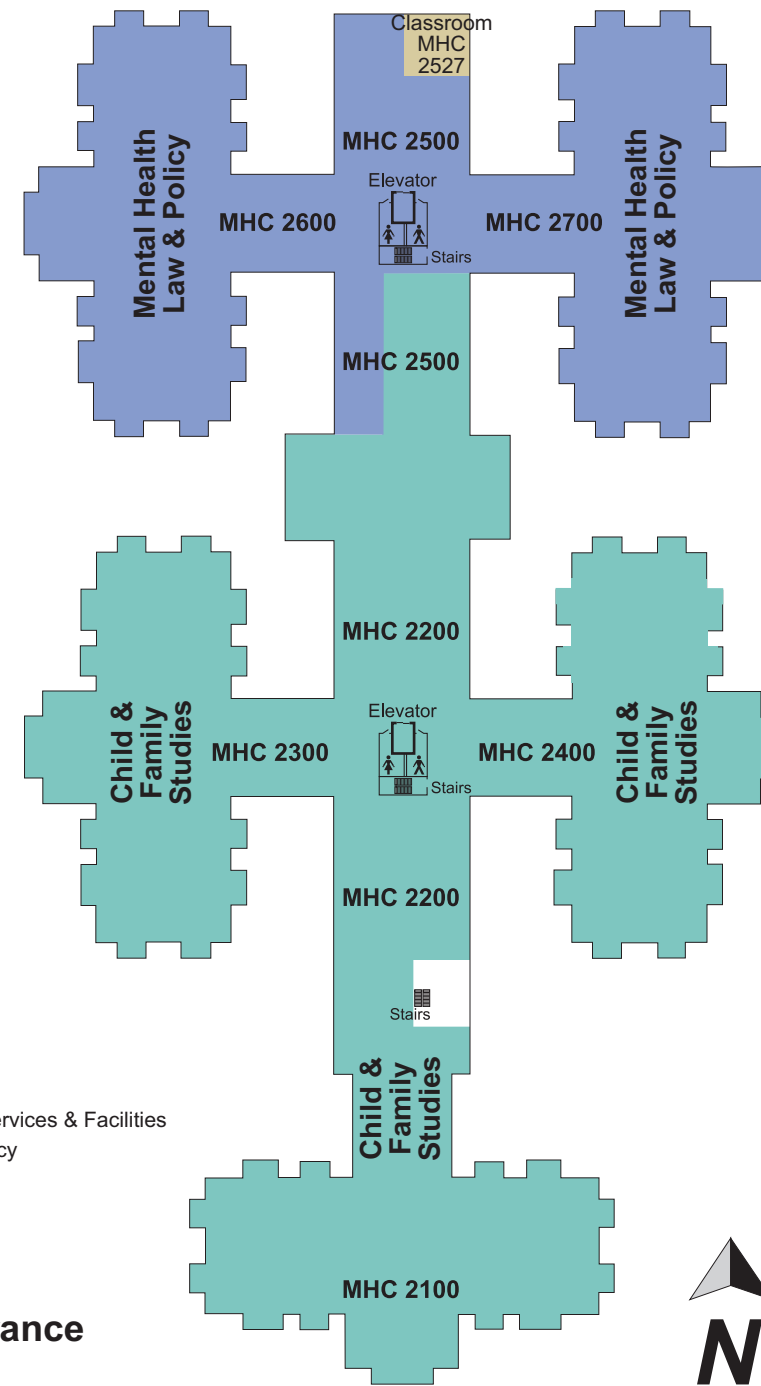 Classroom
MHC
2527
MHC 2500
Mental Health
Law & Policy
Mental Health
Law & Policy
Elevator
MHC 2600
MHC 2700
Stairs
MHC 2500
MHC 2200
Child &
Family
Studies
Elevator
MHC 2300
MHC 2400
Child &
Family
Studies
Stairs
MHC 2200
Stairs
Child &
Family
Studies
ervices & Facilities
cy
MHC 2100
ance
N